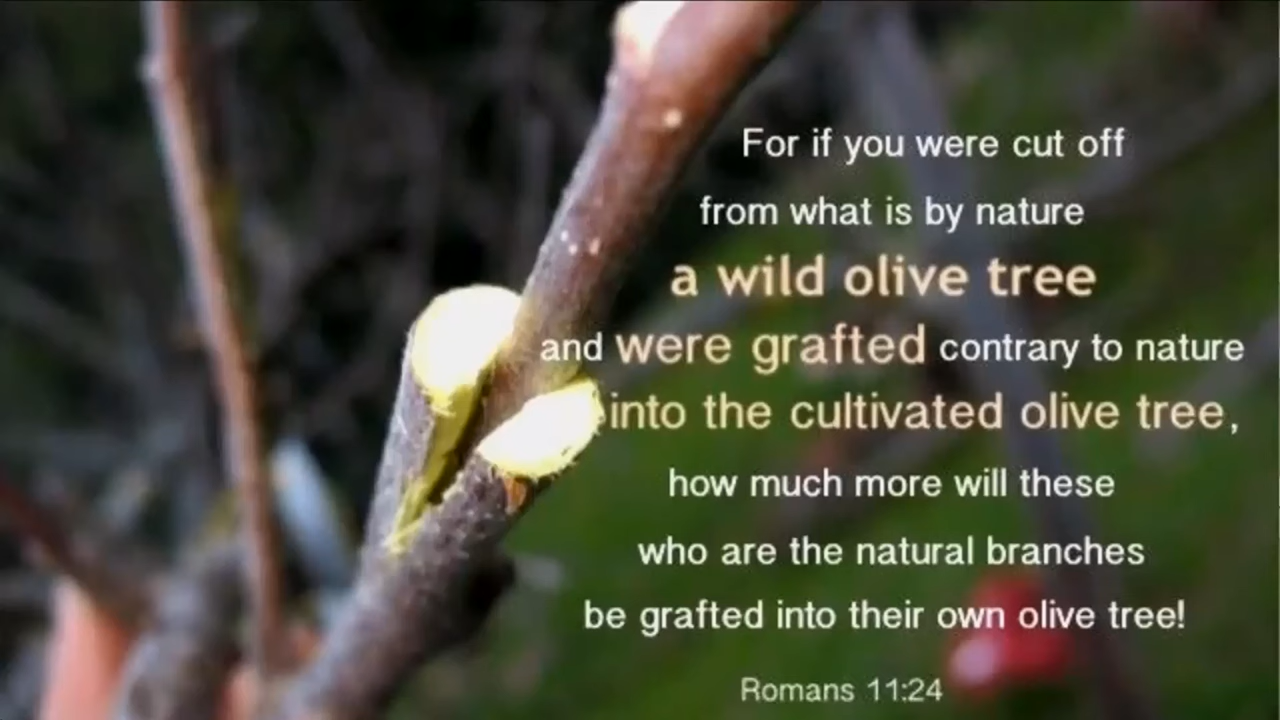 For if you were cut off
from what is by nature
a wild olive tree
and were grafted contrary to nature
into the cultivated olive tree,
how much more will these
who are the natural branches
be grafted into their own olive tree!
Romans 11:24